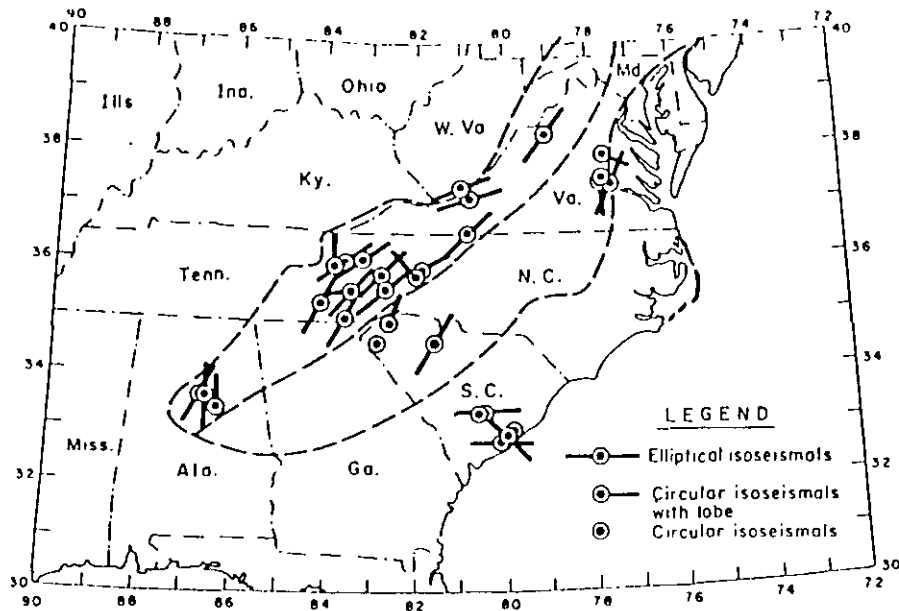 40 88 86 84 82 80 78 76 74 72
40
40
Md.
Ohio
Ind.
Ills
W. Va
38
38
Ky.
Va.
36
36
Tenn.
N. C.
34
34
S. C.
LEGEND
Miss.
Elliptical isoseismals
32
Ala.
Ga.
32
Circular isoseismals
with lobe
Circular isoseismals
30
30
90 88 86 84 82 80 78 76 74 72